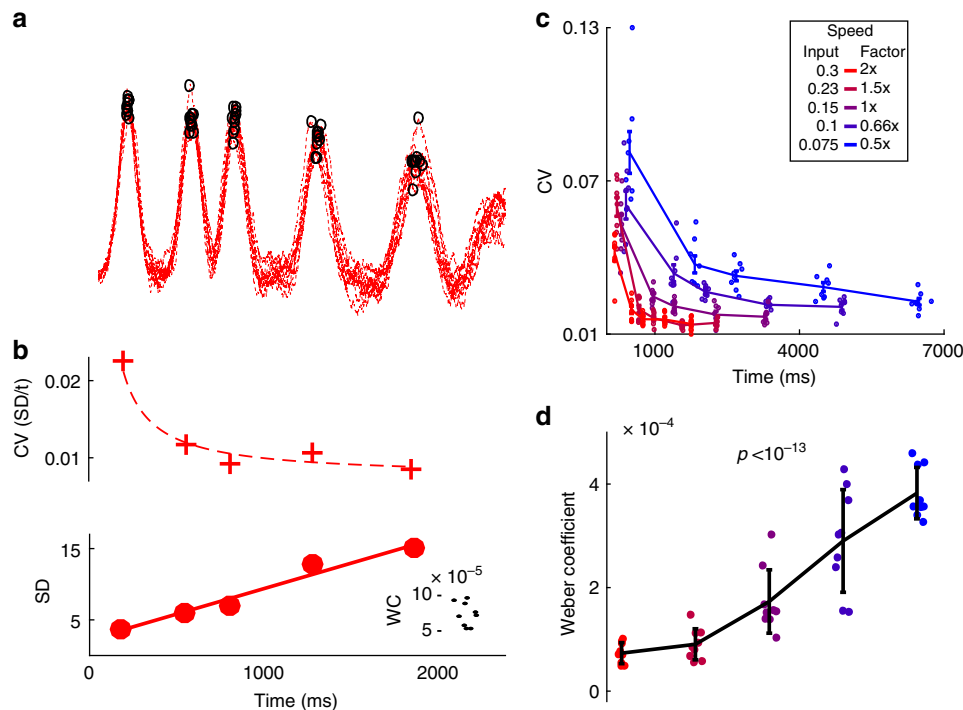 a
b
CV (SD/t)
0.02
0.01
SD
15
5
WC
× 10⁻⁵
10 -
5 -
0
1000
2000
Time (ms)
c
CV
0.13
0.07
0.01
Speed
Input Factor
0.3 2x
0.23 1.5x
0.15 1x
0.1 0.66x
0.075 0.5x
1000
4000
7000
Time (ms)
d
× 10⁻⁴
p <10⁻¹³
Weber coefficient
4
2
0